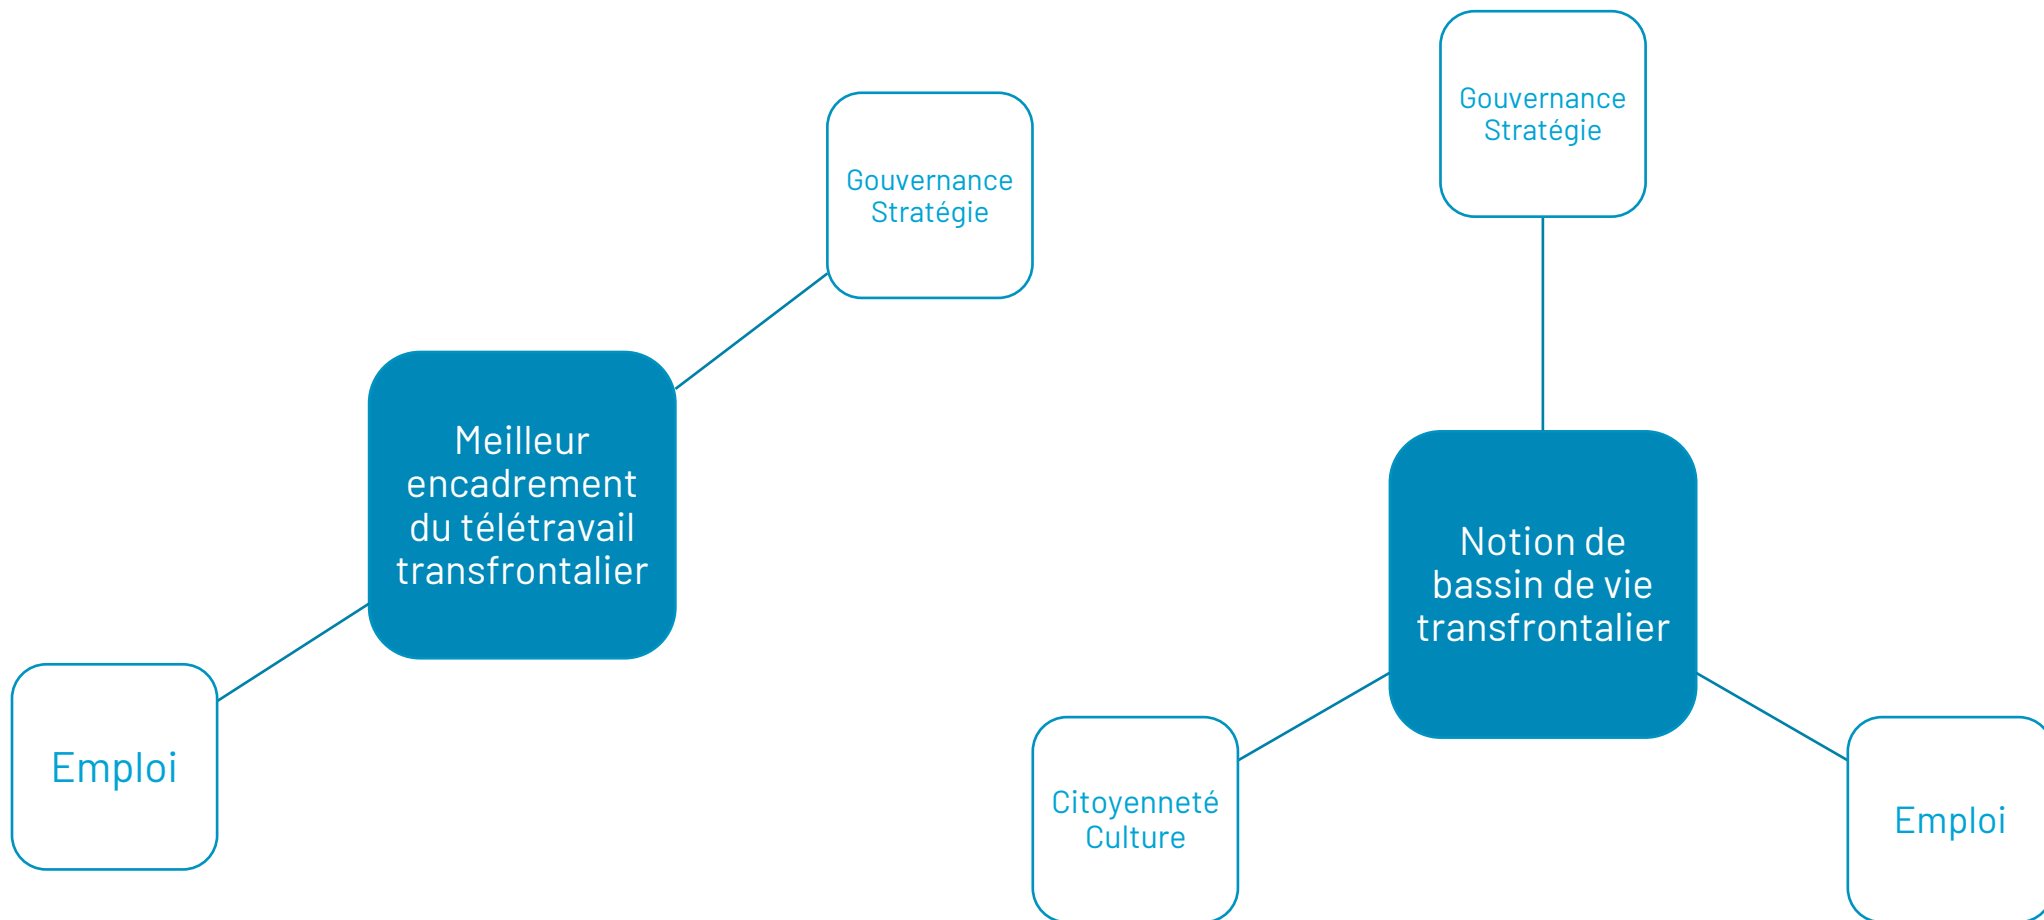 Gouvernance
Stratégie
Meilleur
encadrement
du télétravail
transfrontalier
Emploi
Gouvernance
Stratégie
Notion de
bassin de vie
transfrontalier
Citoyenneté
Culture
Emploi